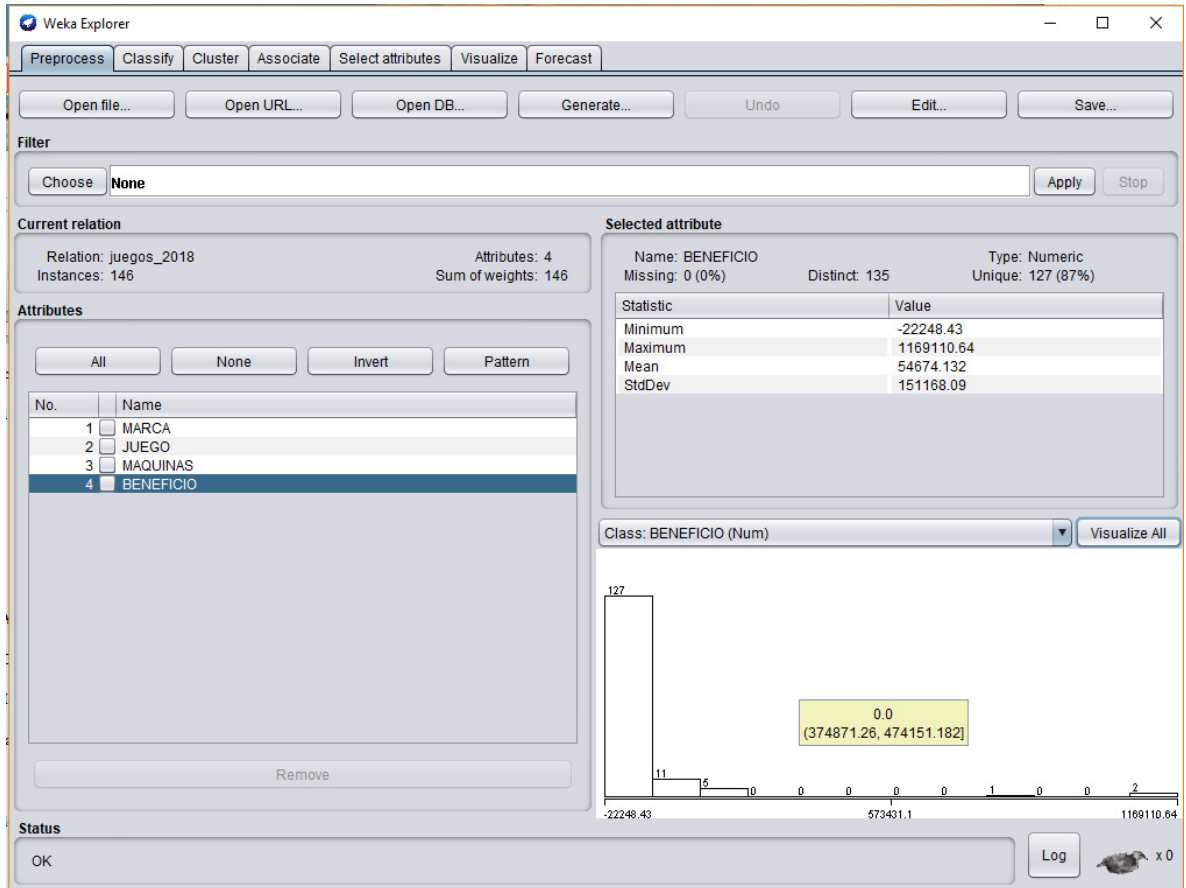 Weka Explorer
Preprocess Classify Cluster Associate Select attributes Visualize Forecast
Open file... Open URL... Open DB... Generate... Undo Edit... Save...
Filter
Choose None Apply Stop
Current relation
Relation: juegos_2018 Attributes: 4
Instances: 146 Sum of weights: 146
Attributes
All None Invert Pattern
No. Name
1 MARCA
2 JUEGO
3 MAQUINAS
4 BENEFICIO
Remove
Selected attribute
Name: BENEFICIO Type: Numeric
Missing: 0 (0%) Distinct: 135 Unique: 127 (87%)
Statistic Value
Minimum -22248.43
Maximum 1169110.64
Mean 54674.132
StdDev 151168.09
Class: BENEFICIO (Num) Visualize All
127
0.0
(374871.26, 474151.182]
11 5 0 0 0 0 0 1 0 0 2
-22248.43 573431.1 1169110.64
Status
OK Log x 0